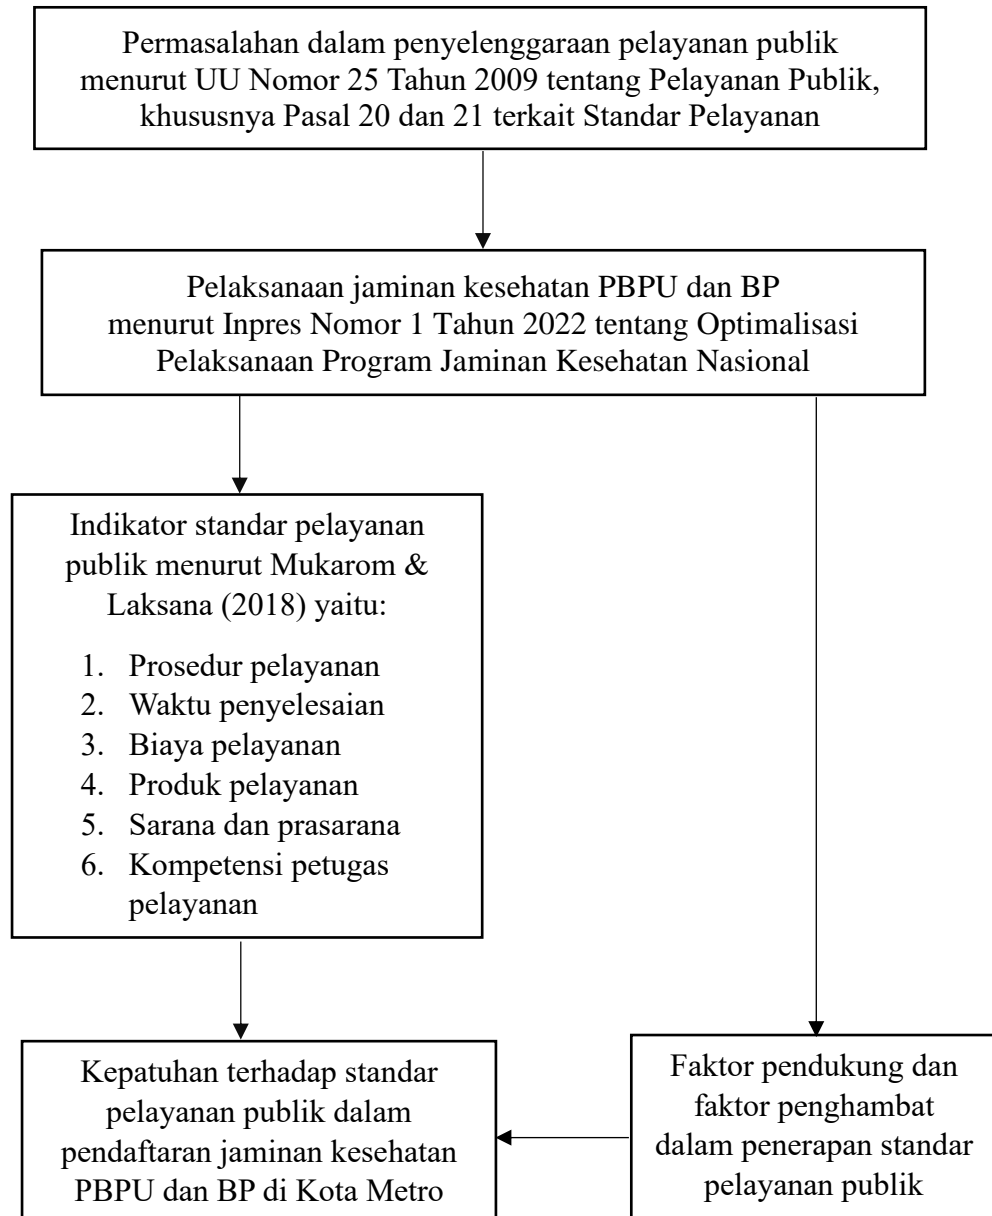 Permasalahan dalam penyelenggaraan pelayanan publik
menurut UU Nomor 25 Tahun 2009 tentang Pelayanan Publik,
khususnya Pasal 20 dan 21 terkait Standar Pelayanan
Pelaksanaan jaminan kesehatan PBPU dan BP
menurut Inpres Nomor 1 Tahun 2022 tentang Optimalisasi
Pelaksanaan Program Jaminan Kesehatan Nasional
Indikator standar pelayanan
publik menurut Mukarom &
Laksana (2018) yaitu:
1. Prosedur pelayanan
2. Waktu penyelesaian
3. Biaya pelayanan
4. Produk pelayanan
5. Sarana dan prasarana
6. Kompetensi petugas
pelayanan
Kepatuhan terhadap standar
pelayanan publik dalam
pendaftaran jaminan kesehatan
PBPU dan BP di Kota Metro
Faktor pendukung dan
faktor penghambat
dalam penerapan standar
pelayanan publik